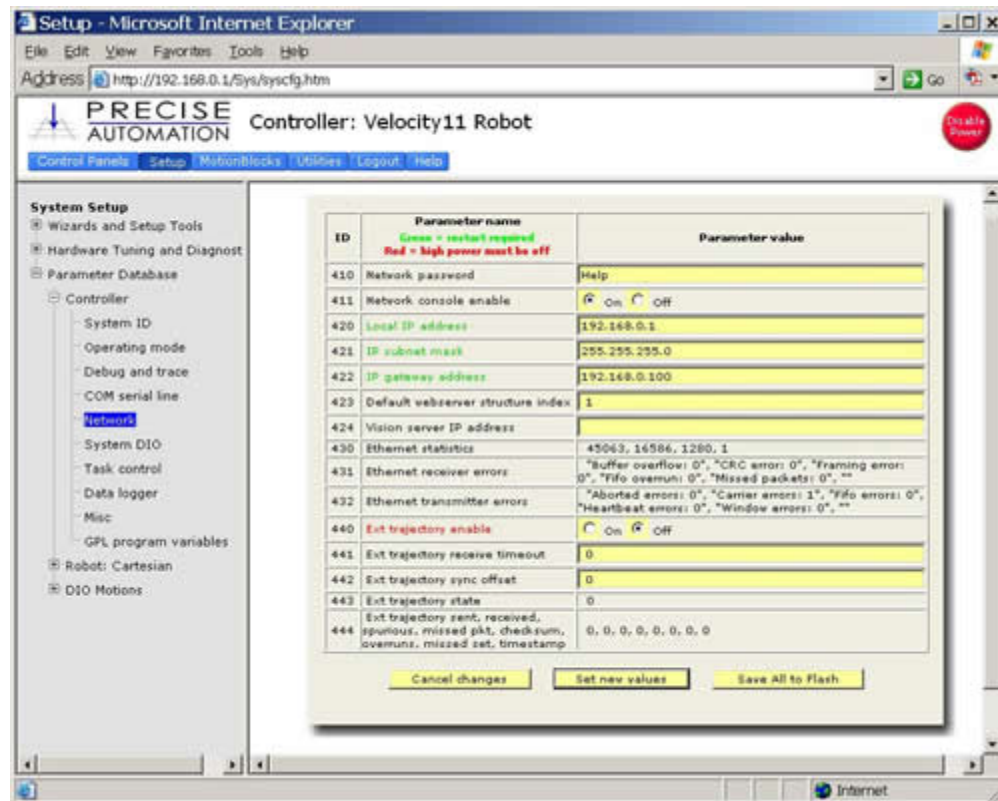 Setup - Microsoft Internet Explorer
File Edit View Favorites Tools Help
Address http://192.168.0.1/Sys/syscfg.htm Go
PRECISE
AUTOMATION
Controller: Velocity11 Robot
Disable
Power
Control Panels Setup MotionBlocks Utilities Logout Help
System Setup
Wizards and Setup Tools
Hardware Tuning and Diagnost
Parameter Database
Controller
System ID
Operating mode
Debug and trace
COM serial line
Network
System DIO
Task control
Data logger
Misc
GPL program variables
Robot: Cartesian
DIO Motions
ID Parameter name Parameter value
Green = restart required
Red = high power must be off
410 Network password Help
411 Network console enable On Off
420 Local IP address 192.168.0.1
421 IP subnet mask 255.255.255.0
422 IP gateway address 192.168.0.100
423 Default webserver structure index 1
424 Vision server IP address
430 Ethernet statistics 45063, 16586, 1280, 1
431 Ethernet receiver errors "Buffer overflow: 0", "CRC error: 0", "Framing error:
0", "Fifo overrun: 0", "Missed packets: 0", ""
432 Ethernet transmitter errors "Aborted errors: 0", "Carrier errors: 1", "Fifo errors: 0",
"Heartbeat errors: 0", "Window errors: 0", ""
440 Ext trajectory enable On Off
441 Ext trajectory receive timeout 0
442 Ext trajectory sync offset 0
443 Ext trajectory state 0
444 Ext trajectory sent, received,
spurious, missed pkt, checksum,
overruns, missed set, timestamp
0, 0, 0, 0, 0, 0, 0, 0
Cancel changes Set new values Save All to Flash
Internet